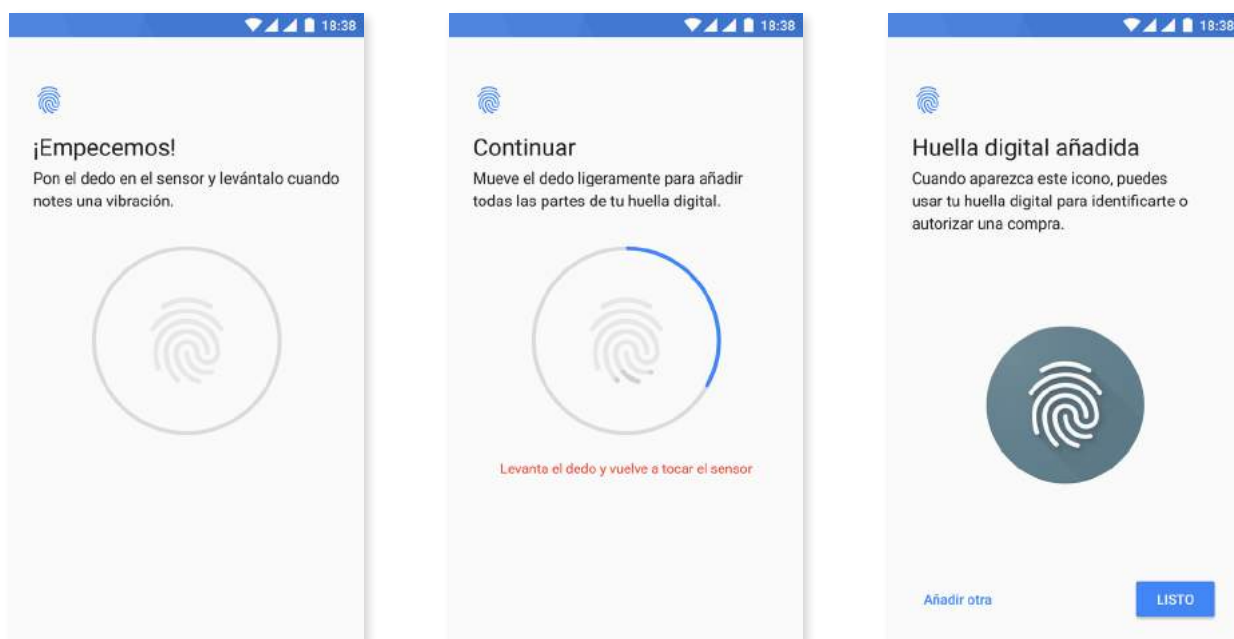 18:38
¡Empecemos!
Pon el dedo en el sensor y levántalo cuando
notes una vibración.
18:38
Continuar
Mueve el dedo ligeramente para añadir
todas las partes de tu huella digital.
Levanta el dedo y vuelve a tocar el sensor
18:38
Huella digital añadida
Cuando aparezca este icono, puedes
usar tu huella digital para identificarte o
autorizar una compra.
Añadir otra
LISTO